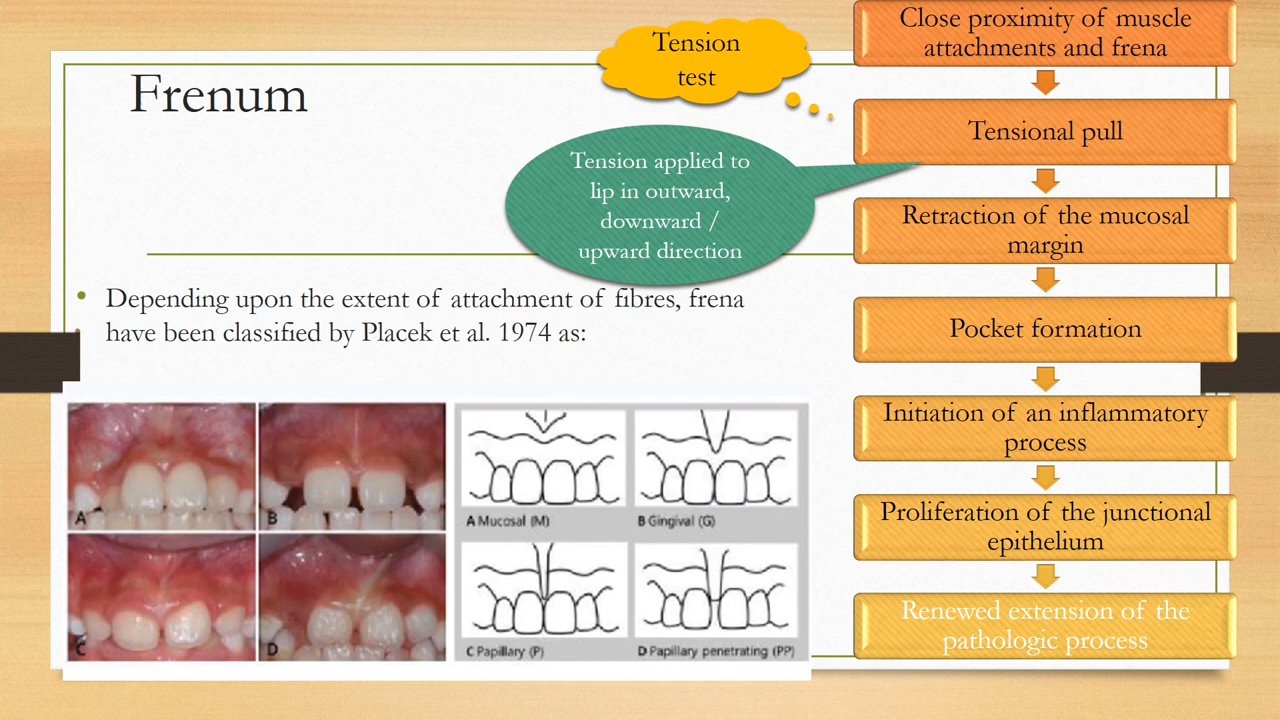 Frenum
Tension
test
Tension applied to
lip in outward,
downward /
upward direction
• Depending upon the extent of attachment of fibres, frena
have been classified by Placek et al. 1974 as:
A
B
C
D
A Mucosal (M)
B Gingival (G)
C Papillary (P)
D Papillary penetrating (PP)
Close proximity of muscle
attachments and frena
Tensional pull
Retraction of the mucosal
margin
Pocket formation
Initiation of an inflammatory
process
Proliferation of the junctional
epithelium
Renewed extension of the
pathologic process